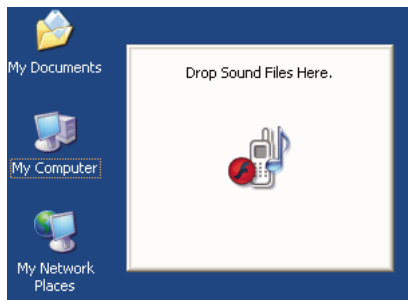 My Documents
Drop Sound Files Here.
My Computer
My Network
Places